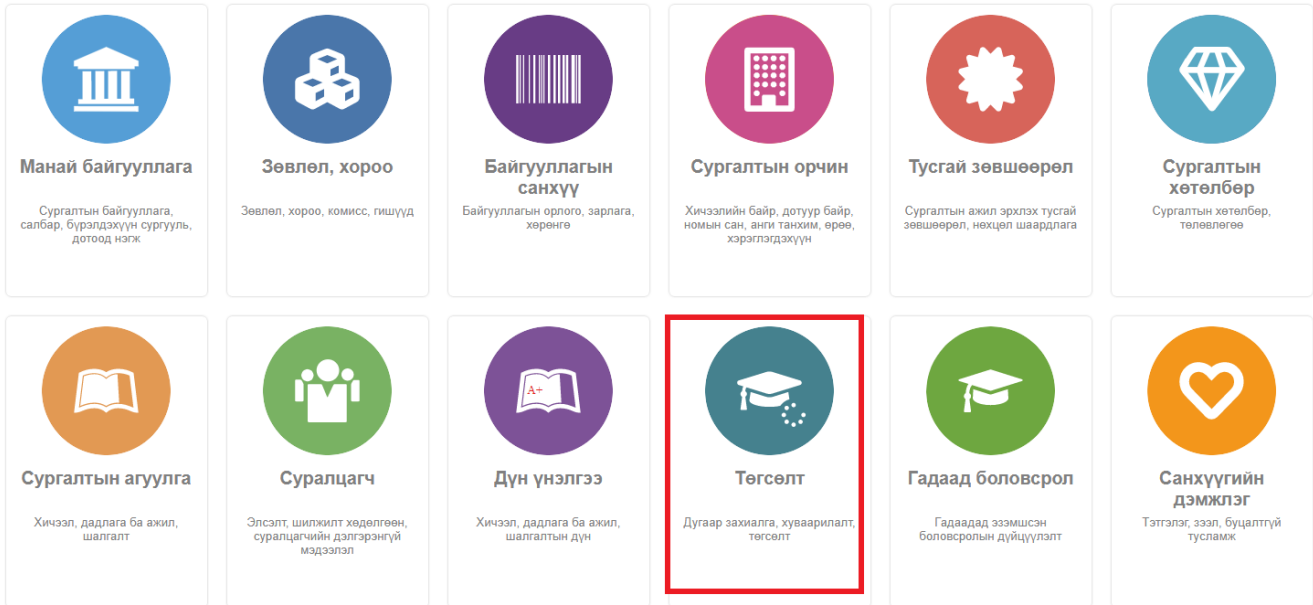 Манай байгууллага
Сургалтын байгууллага,
салбар, бүрэлдэхүүн сургууль,
дотоод нэгж
Зөвлөл, хороо
Зөвлөл, хороо, комисс, гишүүд
Байгууллагын
санхүү
Байгууллагын орлого, зарлага,
хөрөнгө
Сургалтын орчин
Хичээлийн байр, дотуур байр,
номын сан, анги танхим, өрөө,
хэрэглэгдэхүүн
Тусгай зөвшөөрөл
Сургалтын ажил эрхлэх тусгай
зөвшөөрөл, нөхцөл шаардлага
Сургалтын
хөтөлбөр
Сургалтын хөтөлбөр,
төлөвлөгөө
Сургалтын агуулга
Хичээл, дадлага ба ажил,
шалгалт
Суралцагч
Элсэлт, шилжилт хөдөлгөөн,
суралцагчийн дэлгэрэнгүй
мэдээлэл
A+
Дүн үнэлгээ
Хичээл, дадлага ба ажил,
шалгалтын дүн
Төгсөлт
Дугаар захиалга, хуваарилалт,
төгсөлт
Гадаад боловсрол
Гадаадад эзэмшсэн
боловсролын дүйцүүлэлт
Санхүүгийн
дэмжлэг
Тэтгэлэг, зээл, буцалтгүй
тусламж